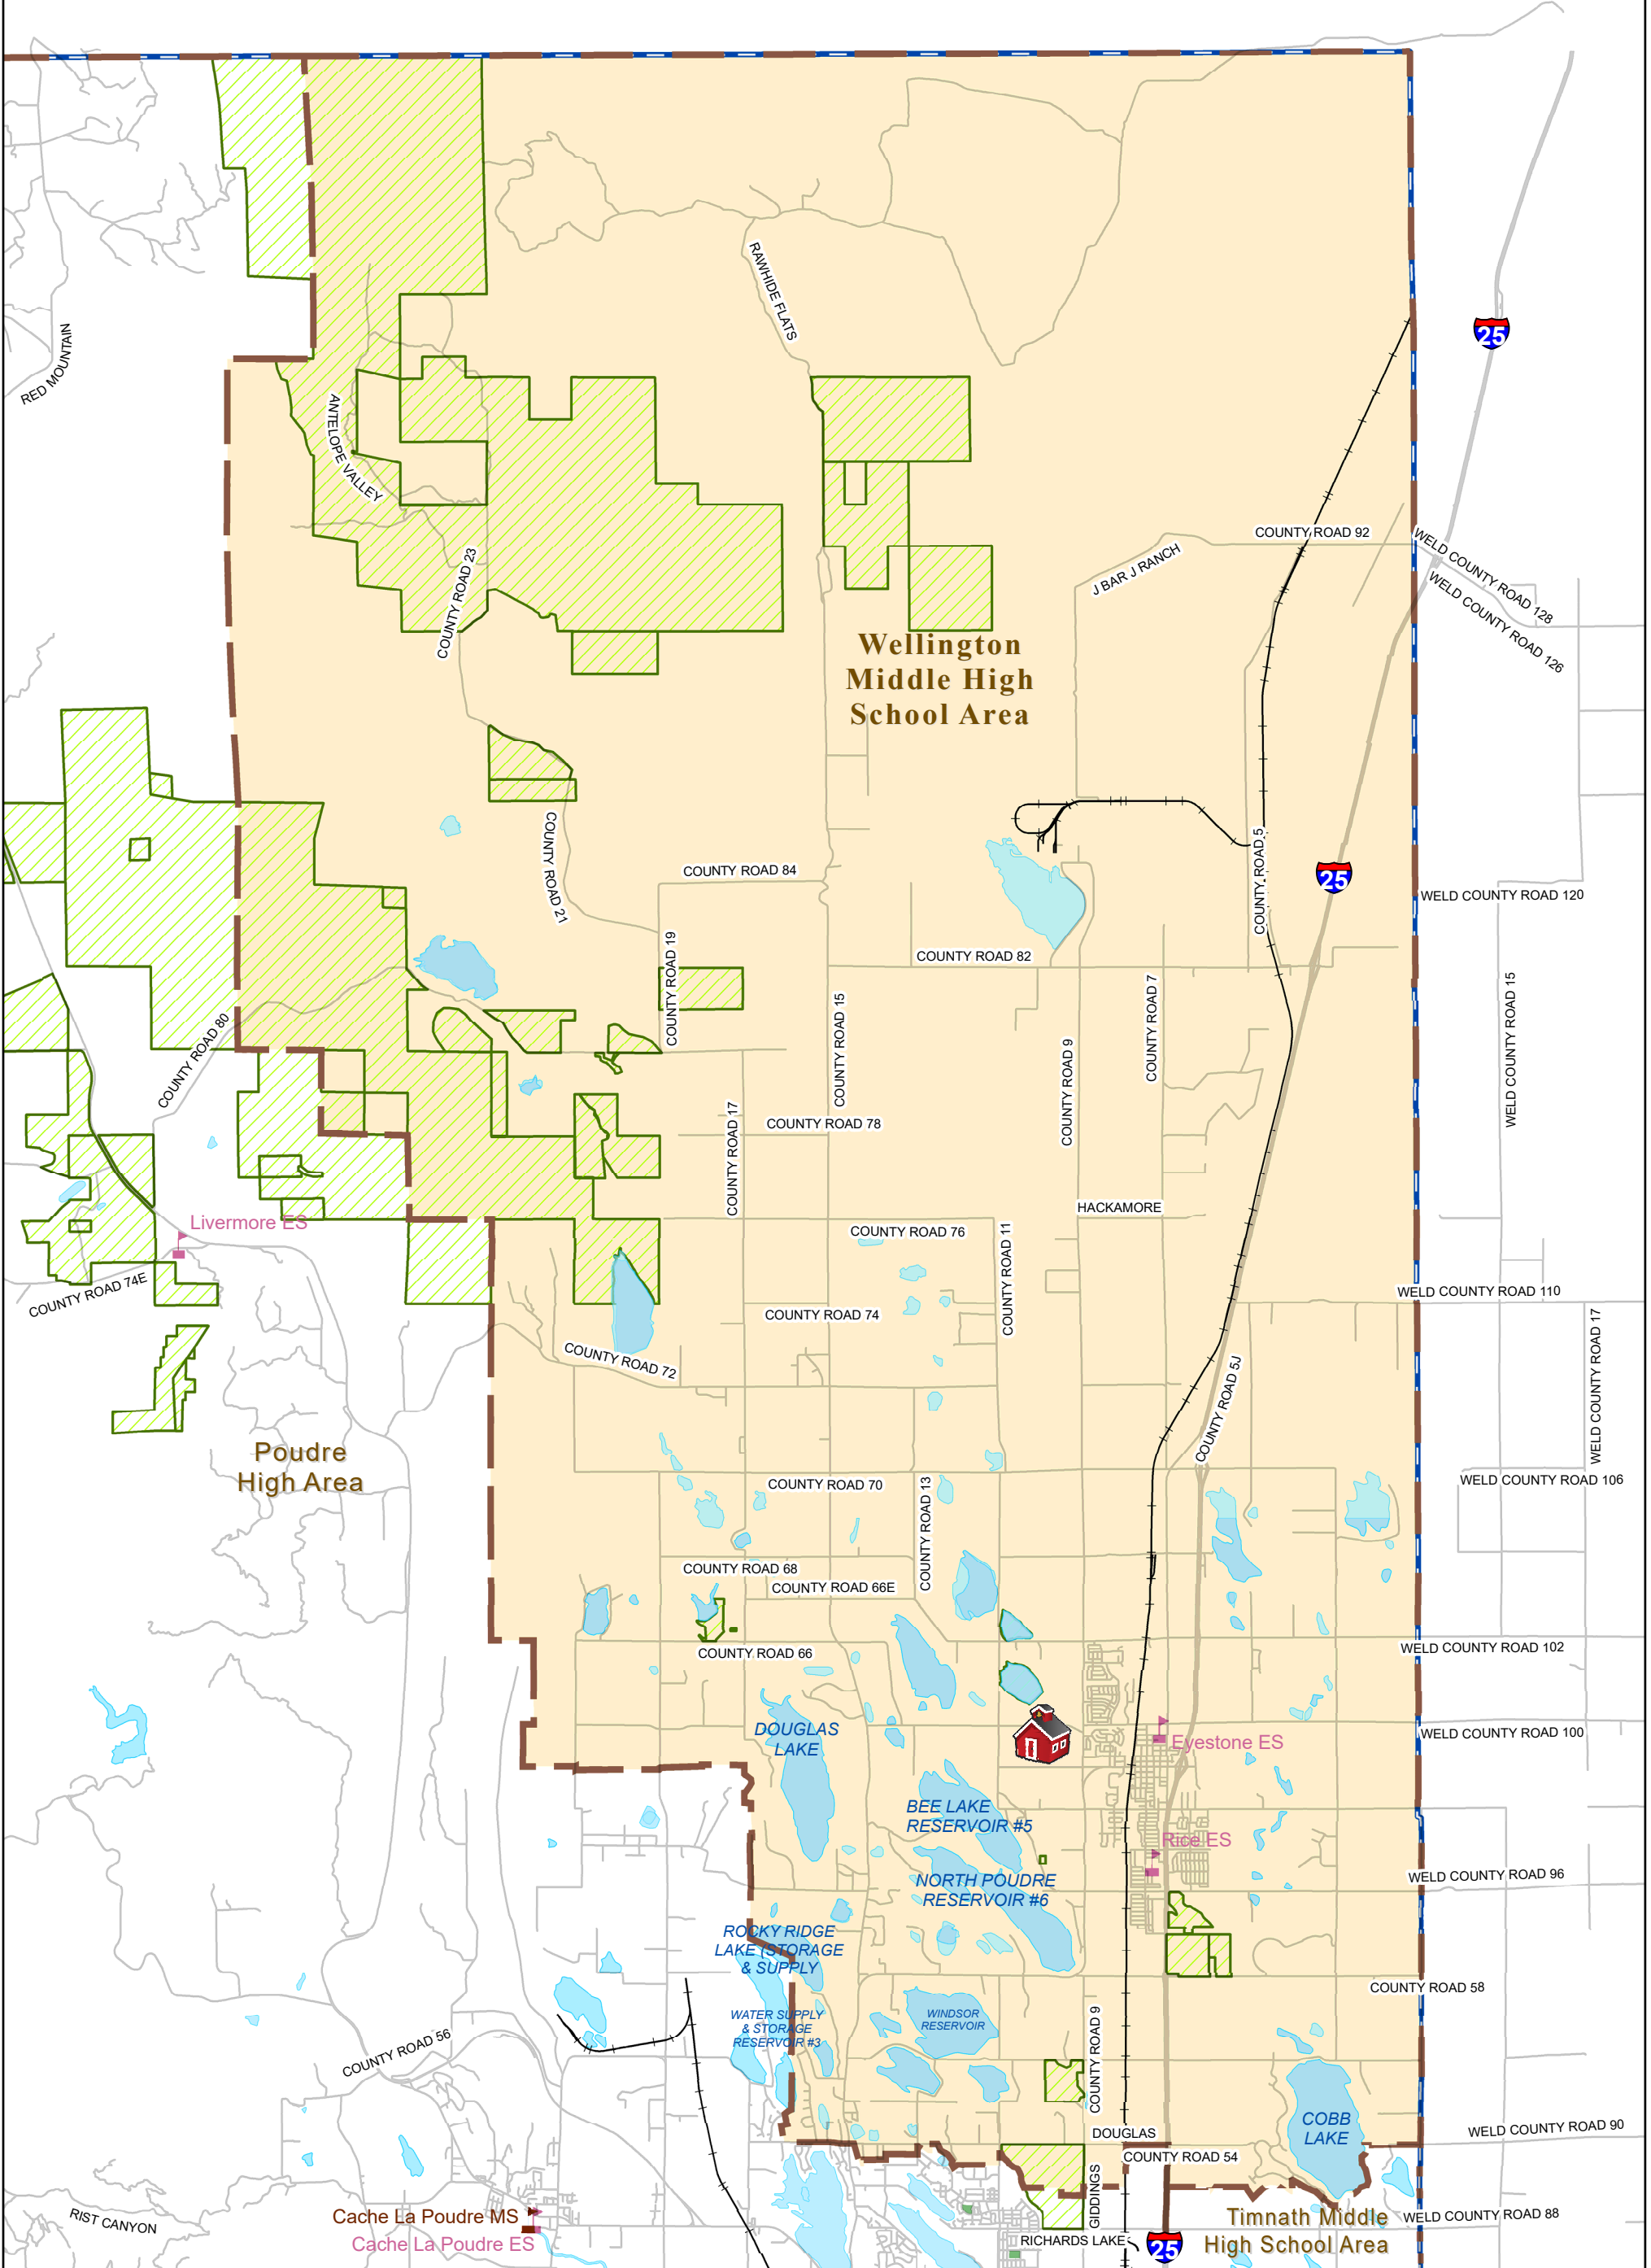 RAWHIDE FLATS
25
RED MOUNTAIN
ANTELOPE VALLEY
COUNTY ROAD 92
WELD COUNTY ROAD 128
J BAR J RANCH
WELD COUNTY ROAD 126
COUNTY ROAD 23
Wellington
Middle High
School Area
COUNTY ROAD 21
COUNTY ROAD 5
COUNTY ROAD 84
25
WELD COUNTY ROAD 120
COUNTY ROAD 19
COUNTY ROAD 82
COUNTY ROAD 7
WELD COUNTY ROAD 15
COUNTY ROAD 15
COUNTY ROAD 80
COUNTY ROAD 9
COUNTY ROAD 17
COUNTY ROAD 78
HACKAMORE
Livermore ES
COUNTY ROAD 76
COUNTY ROAD 11
COUNTY ROAD 74E
WELD COUNTY ROAD 110
COUNTY ROAD 74
WELD COUNTY ROAD 17
COUNTY ROAD 72
COUNTY ROAD 5J
Poudre
High Area
WELD COUNTY ROAD 106
COUNTY ROAD 70
COUNTY ROAD 13
COUNTY ROAD 68
COUNTY ROAD 66E
COUNTY ROAD 66
WELD COUNTY ROAD 102
DOUGLAS
LAKE
WELD COUNTY ROAD 100
Eyestone ES
BEE LAKE
RESERVOIR #5
Rice ES
NORTH POUDRE
RESERVOIR #6
WELD COUNTY ROAD 96
ROCKY RIDGE
LAKE (STORAGE
& SUPPLY
COUNTY ROAD 58
WATER SUPPLY
& STORAGE
RESERVOIR #3
WINDSOR
RESERVOIR
COUNTY ROAD 56
COUNTY ROAD 9
COBB
LAKE
DOUGLAS
WELD COUNTY ROAD 90
COUNTY ROAD 54
GIDDINGS
RIST CANYON
Cache La Poudre MS
Cache La Poudre ES
Timnath Middle
High School Area
WELD COUNTY ROAD 88
RICHARDS LAKE
25